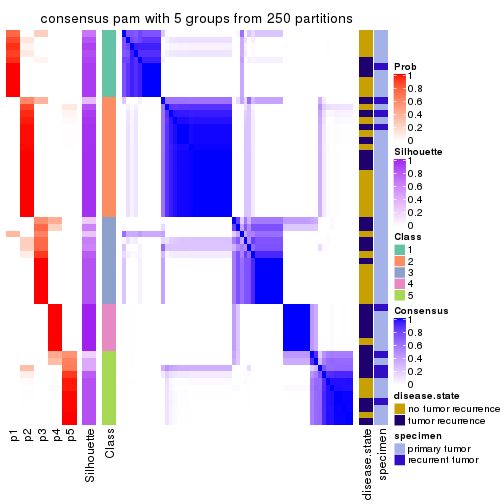 consensus pam with 5 groups from 250 partitions
Prob
1
0.8
0.6
0.4
0.2
0
Silhouette
1
0.8
0.6
0.4
0.2
0
Class
1
2
3
4
5
Consensus
1
0.8
0.6
0.4
0.2
0
disease.state
no tumor recurrence
tumor recurrence
specimen
primary tumor
recurrent tumor
p1
p2
p3
p4
p5
Silhouette
Class
disease.state
specimen